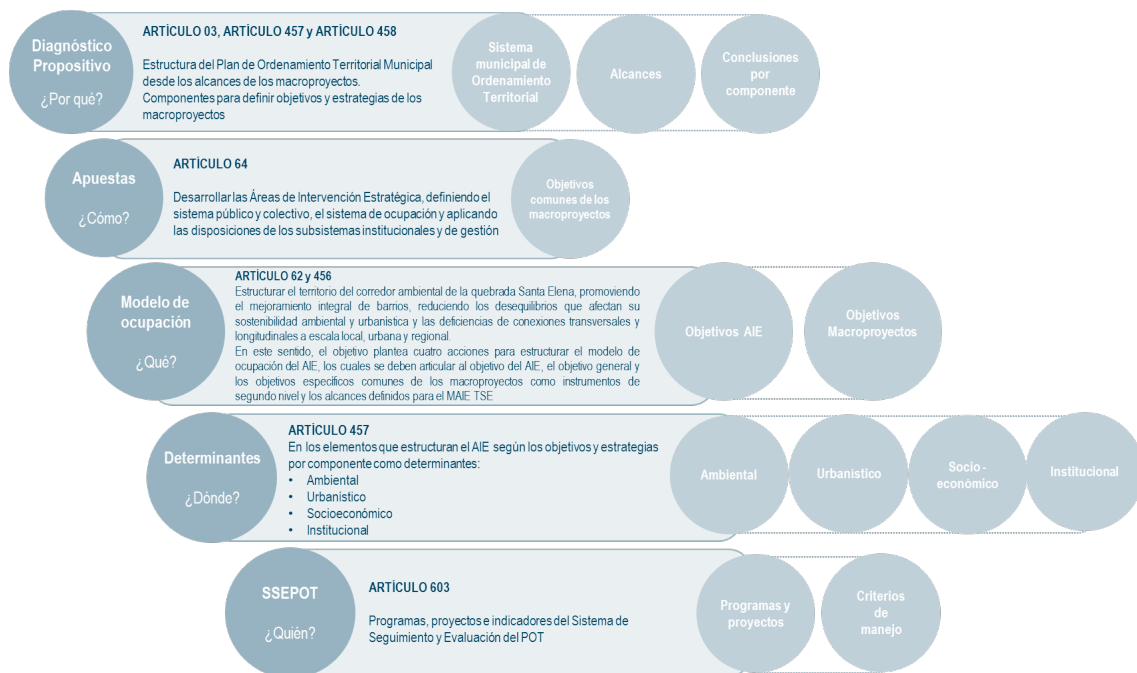 Diagnóstico
Propositivo
¿Por qué?
ARTÍCULO 03, ARTÍCULO 457 y ARTÍCULO 458
Estructura del Plan de Ordenamiento Territorial Municipal
desde los alcances de los macroproyectos.
Componentes para definir objetivos y estrategias de los
macroproyectos
Sistema
municipal de
Ordenamiento
Territorial
Alcances
Conclusiones
por
componente
Apuestas
¿Cómo?
ARTÍCULO 64
Desarrollar las Áreas de Intervención Estratégica, definiendo el
sistema público y colectivo, el sistema de ocupación y aplicando
las disposiciones de los subsistemas institucionales y de gestión
Objetivos
comunes de los
macroproyectos
Modelo de
ocupación
¿Qué?
ARTÍCULO 62 y 456
Estructurar el territorio del corredor ambiental de la quebrada Santa Elena, promoviendo
el mejoramiento integral de barrios, reduciendo los desequilibrios que afectan su
sostenibilidad ambiental y urbanística y las deficiencias de conexiones transversales y
longitudinales a escala local, urbana y regional.
En este sentido, el objetivo plantea cuatro acciones para estructurar el modelo de
ocupación del AIE, los cuales se deben articular al objetivo del AIE, el objetivo general y
los objetivos específicos comunes de los macroproyectos como instrumentos de
segundo nivel y los alcances definidos para el MAIE TSE
Objetivos AIE
Objetivos
Macroproyectos
Determinantes
¿Dónde?
ARTÍCULO 457
En los elementos que estructuran el AIE según los objetivos y estrategias
por componente como determinantes:
• Ambiental
• Urbanístico
• Socioeconómico
• Institucional
Ambiental
Urbanístico
Socio-
económico
Institucional
SSEPOT
¿Quién?
ARTÍCULO 603
Programas, proyectos e indicadores del Sistema de
Seguimiento y Evaluación del POT
Programas y
proyectos
Criterios
de
manejo